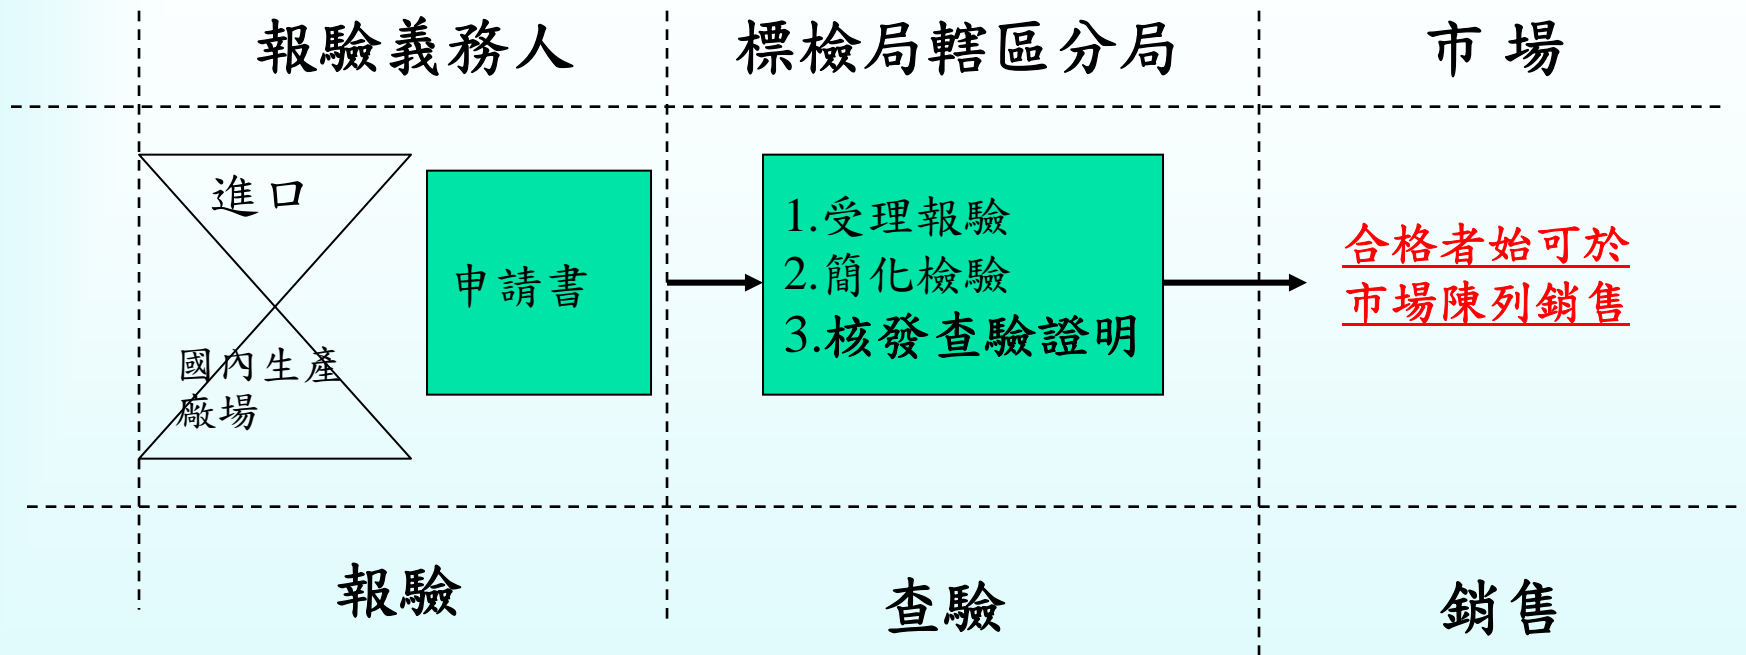 報驗義務人
標檢局轄區分局
市 場
進口
國內生產
廠場
申請書
1.受理報驗
2.簡化檢驗
3.核發查驗證明
合格者始可於
市場陳列銷售
報驗
查驗
銷售